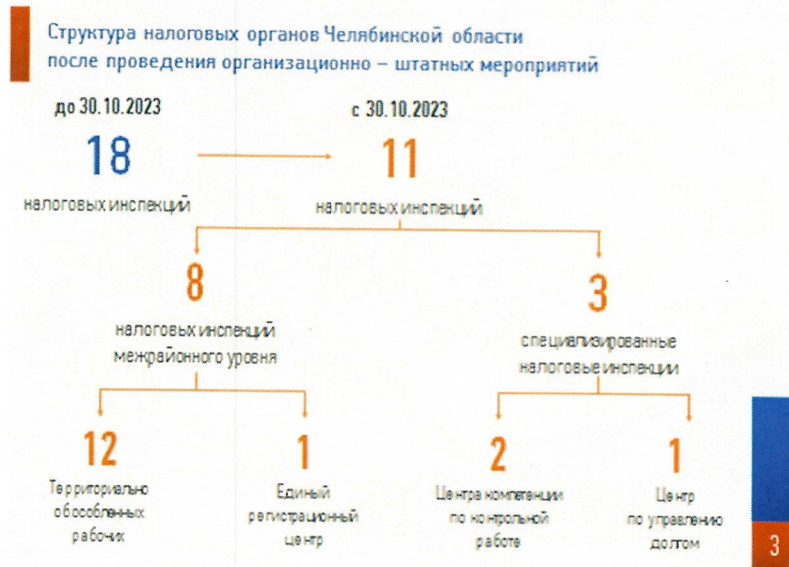 Структура налоговых органов Челябинской области
после проведения организационно – штатных мероприятий
до 30.10.2023
с 30.10.2023
18
11
налоговых инспекций
налоговых инспекций
8
3
налоговых инспекций
межрайонного уровня
специализированные
налоговые инспекции
12
1
2
1
Территориально
обособленных
рабочих
Единый
регистрационный
центр
Центра компетенции
по контрольной
работе
Центр
по управлению
долгом
3